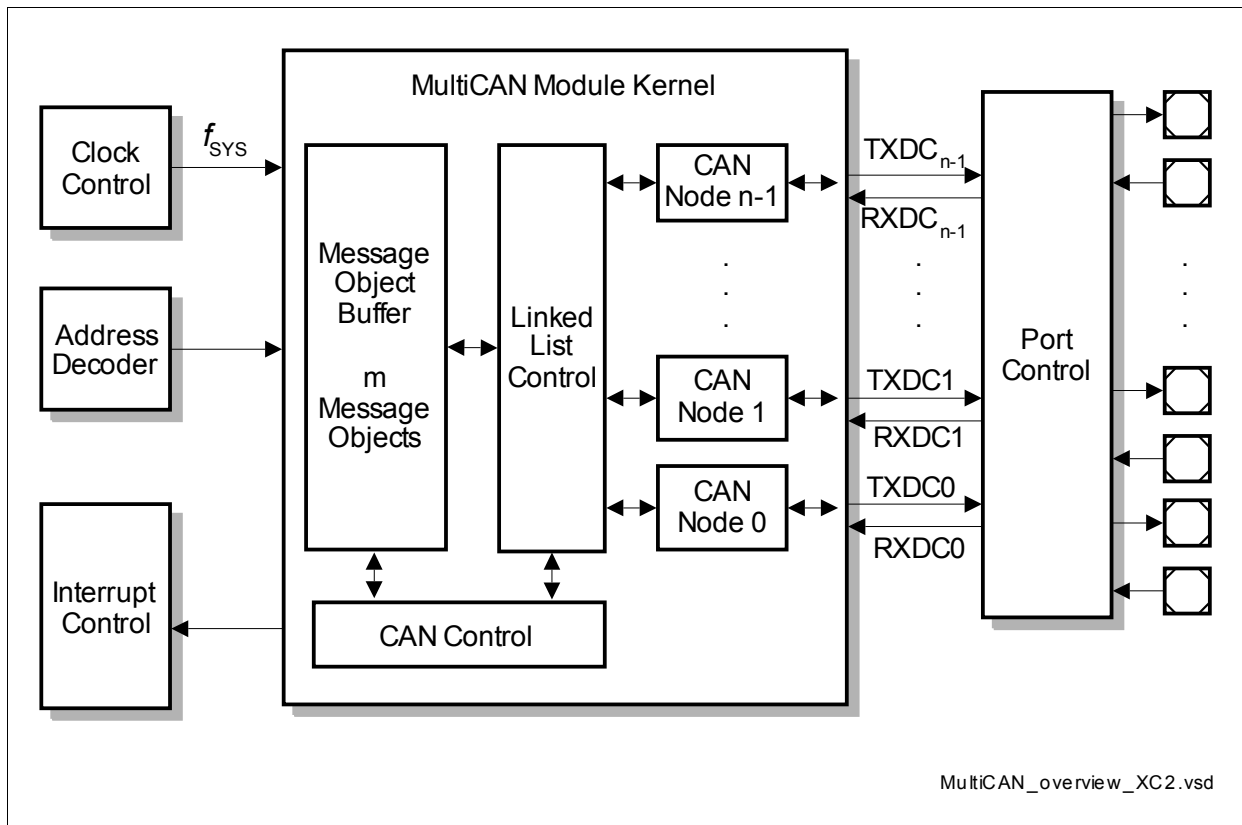 MultiCAN Module Kernel
Clock
Control
fSYS
Address
Decoder
Interrupt
Control
Message
Object
Buffer
m
Message
Objects
Linked
List
Control
CAN Control
CAN
Node n-1
.
.
.
CAN
Node 1
CAN
Node 0
TXDCn-1
RXDCn-1
.
.
.
TXDC1
RXDC1
TXDC0
RXDC0
Port
Control
.
.
.
MultiCAN_overview_XC2.vsd